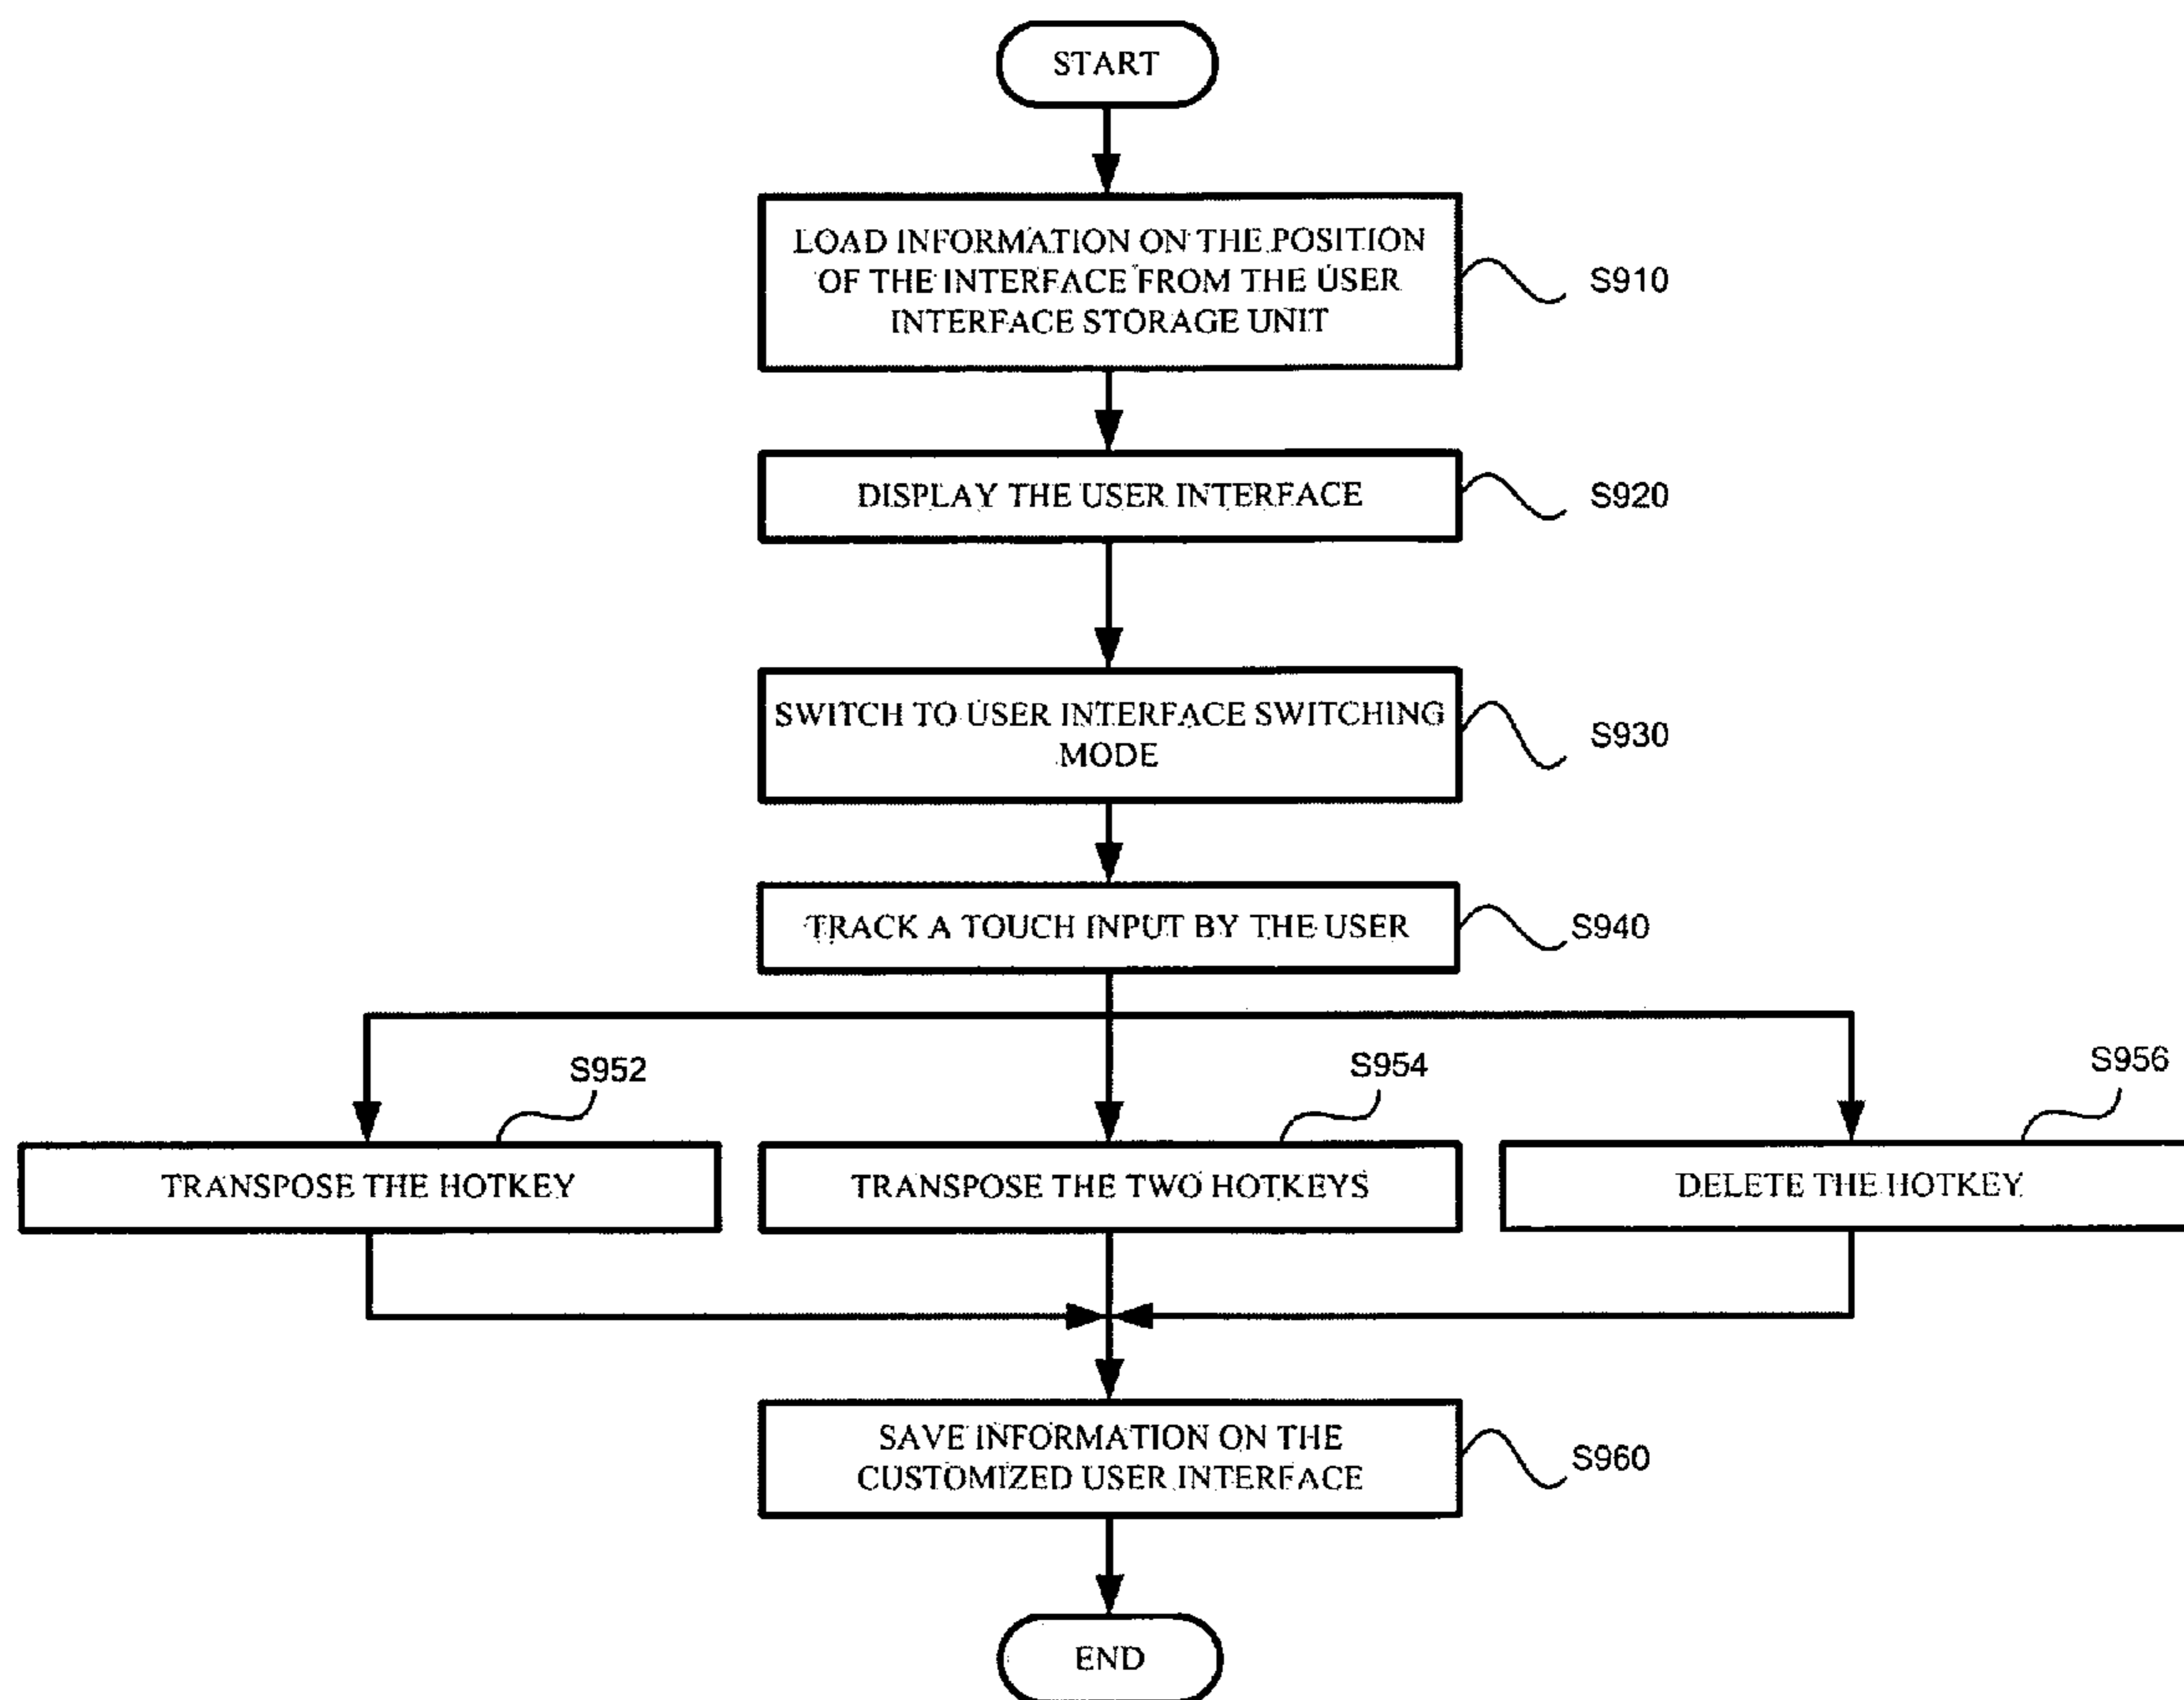 START
LOAD INFORMATION ON THE POSITION
OF THE INTERFACE FROM THE USER
INTERFACE STORAGE UNIT
S910
DISPLAY THE USER INTERFACE
S920
SWITCH TO USER INTERFACE SWITCHING
MODE
S930
TRACK A TOUCH INPUT BY THE USER
S940
S952
S954
S956
TRANSPOSE THE HOTKEY
TRANSPOSE THE TWO HOTKEYS
DELETE THE HOTKEY
SAVE INFORMATION ON THE
CUSTOMIZED USER INTERFACE
S960
END